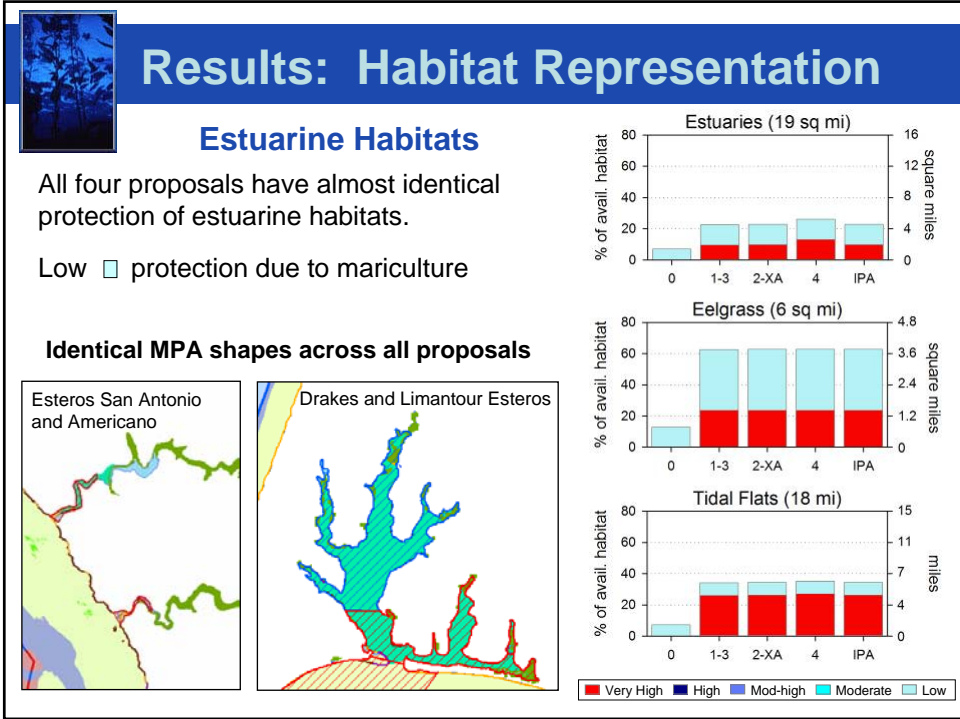 Results: Habitat Representation
Estuarine Habitats
All four proposals have almost identical
protection of estuarine habitats.
Low protection due to mariculture
Identical MPA shapes across all proposals
Esteros San Antonio
and Americano
Drakes and Limantour Esteros
Estuaries (19 sq mi)
% of avail. habitat
80
60
40
20
0
16
12
8
4
0
square miles
0 1-3 2-XA 4 IPA
Eelgrass (6 sq mi)
% of avail. habitat
80
60
40
20
0
4.8
3.6
2.4
1.2
0
square miles
0 1-3 2-XA 4 IPA
Tidal Flats (18 mi)
% of avail. habitat
80
60
40
20
0
15
11
7
4
0
miles
0 1-3 2-XA 4 IPA
Very High High Mod-high Moderate Low